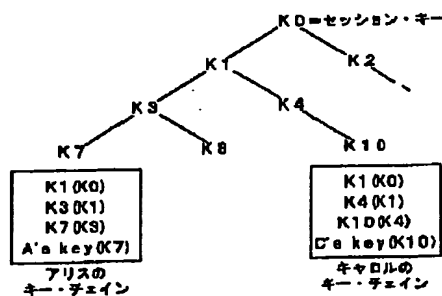 K0=セッション・キー
K1
K2
K3
K4
K7
K8
K10
K1(K0)
K3(K1)
K7(K3)
A's key(K7)
アリスの
キー・チェイン
K1(K0)
K4(K1)
K10(K4)
C's key(K10)
キャロルの
キー・チェイン